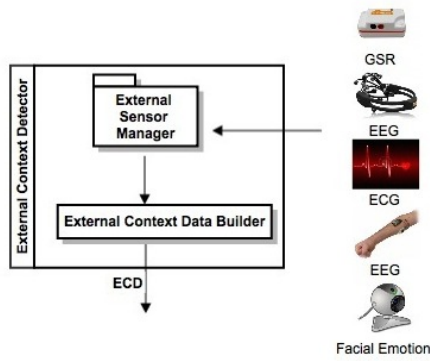 External Context Detector
External
Sensor
Manager
External Context Data Builder
ECD
GSR
EEG
ECG
EEG
Facial Emotion